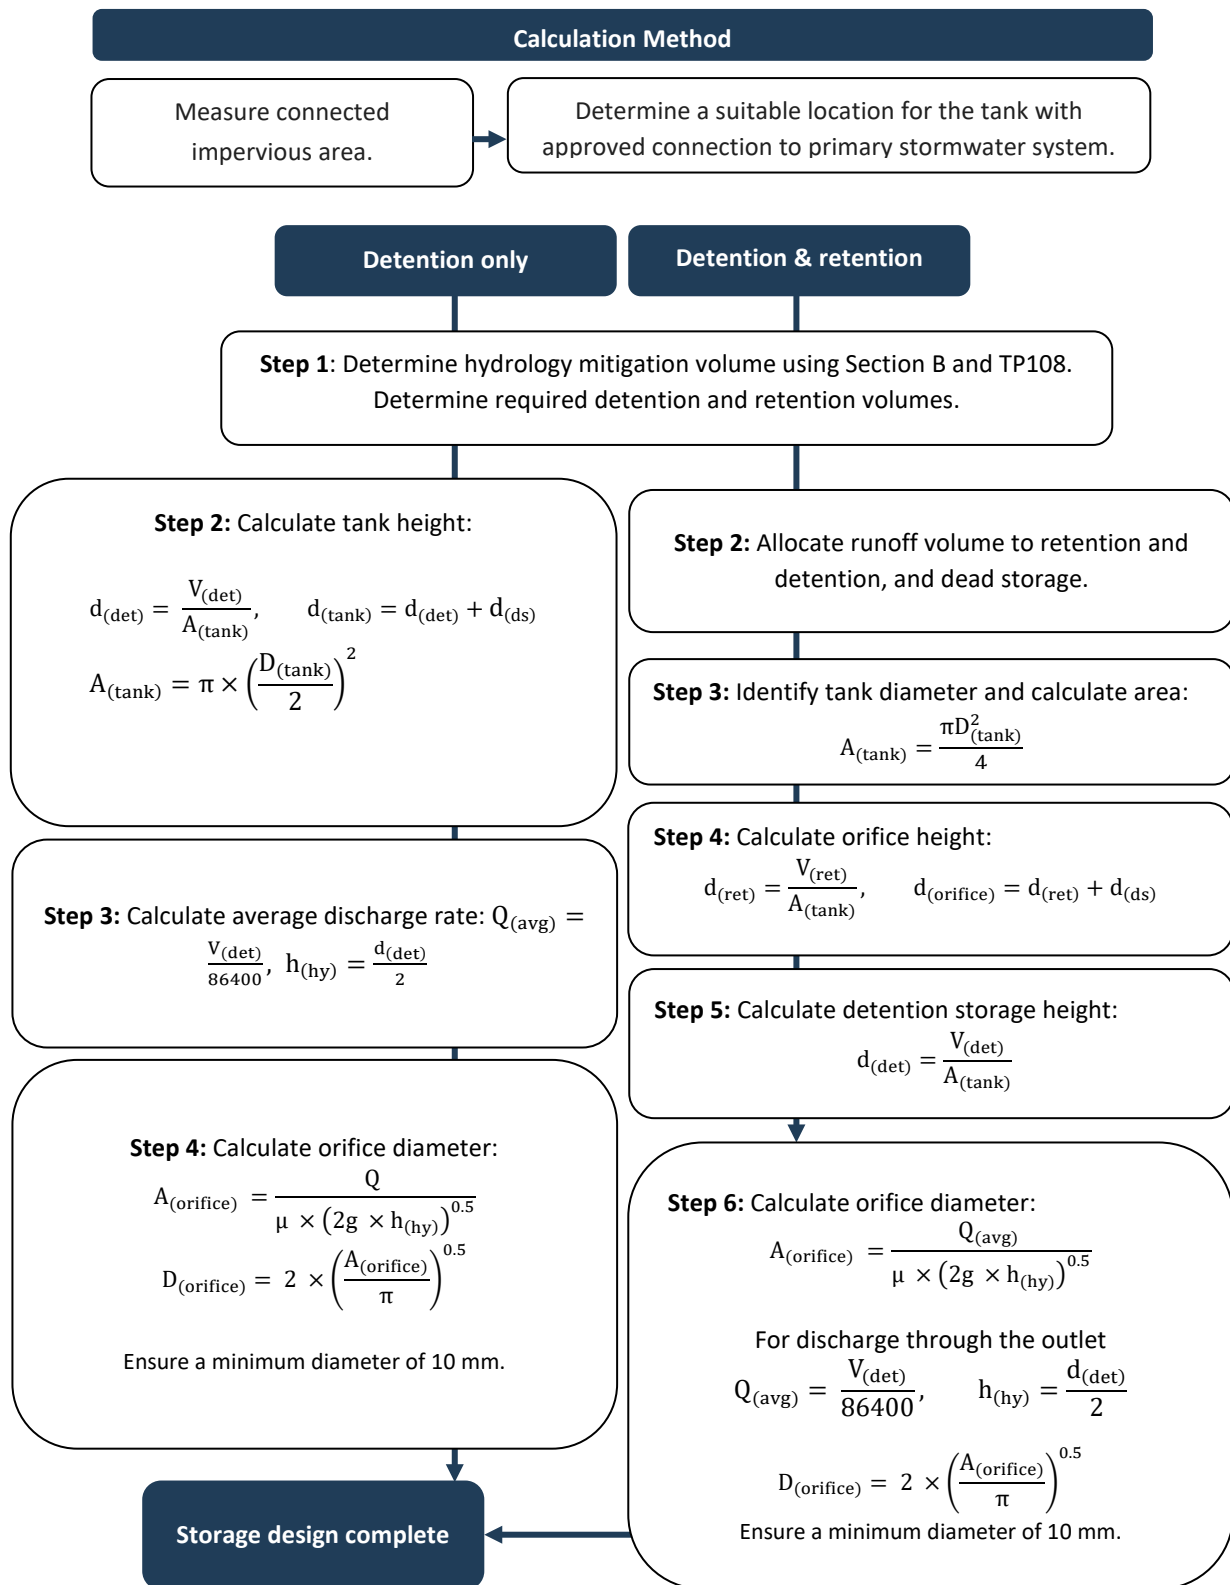 Calculation Method
Measure connected
impervious area.
Determine a suitable location for the tank with
approved connection to primary stormwater system.
Detention only
Detention & retention
Step 1: Determine hydrology mitigation volume using Section B and TP108.
Determine required detention and retention volumes.
Step 2: Calculate tank height:
d(det) = V(det)/A(tank), d(tank) = d(det) + d(ds)
A(tank) = π × (D(tank)/2)²
Step 3: Calculate average discharge rate: Q(avg) =
V(det)/86400, h(hy) = d(det)/2
Step 4: Calculate orifice diameter:
A(orifice) = Q/(μ × (2g × h(hy))^0.5)
D(orifice) = 2 × (A(orifice)/π)^0.5
Ensure a minimum diameter of 10 mm.
Step 2: Allocate runoff volume to retention and
detention, and dead storage.
Step 3: Identify tank diameter and calculate area:
A(tank) = πD²(tank)/4
Step 4: Calculate orifice height:
d(ret) = V(ret)/A(tank), d(orifice) = d(ret) + d(ds)
Step 5: Calculate detention storage height:
d(det) = V(det)/A(tank)
Step 6: Calculate orifice diameter:
A(orifice) = Q(avg)/(μ × (2g × h(hy))^0.5)
For discharge through the outlet
Q(avg) = V(det)/86400, h(hy) = d(det)/2
D(orifice) = 2 × (A(orifice)/π)^0.5
Ensure a minimum diameter of 10 mm.
Storage design complete